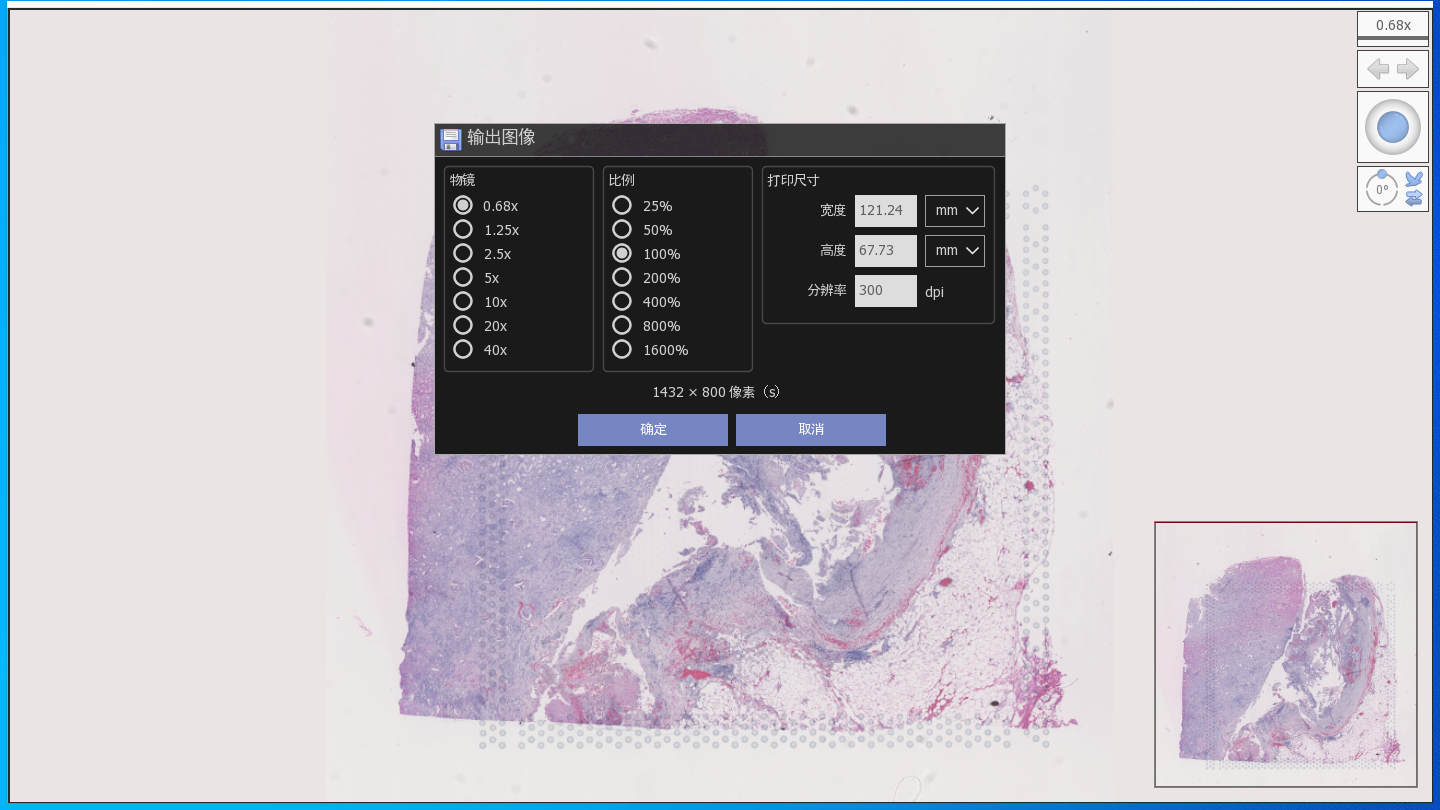 0.68x
0°
输出图像
物镜
0.68x
1.25x
2.5x
5x
10x
20x
40x
比例
25%
50%
100%
200%
400%
800%
1600%
打印尺寸
宽度 121.24 mm
高度 67.73 mm
分辨率 300 dpi
1432 × 800 像素（s）
确定 取消